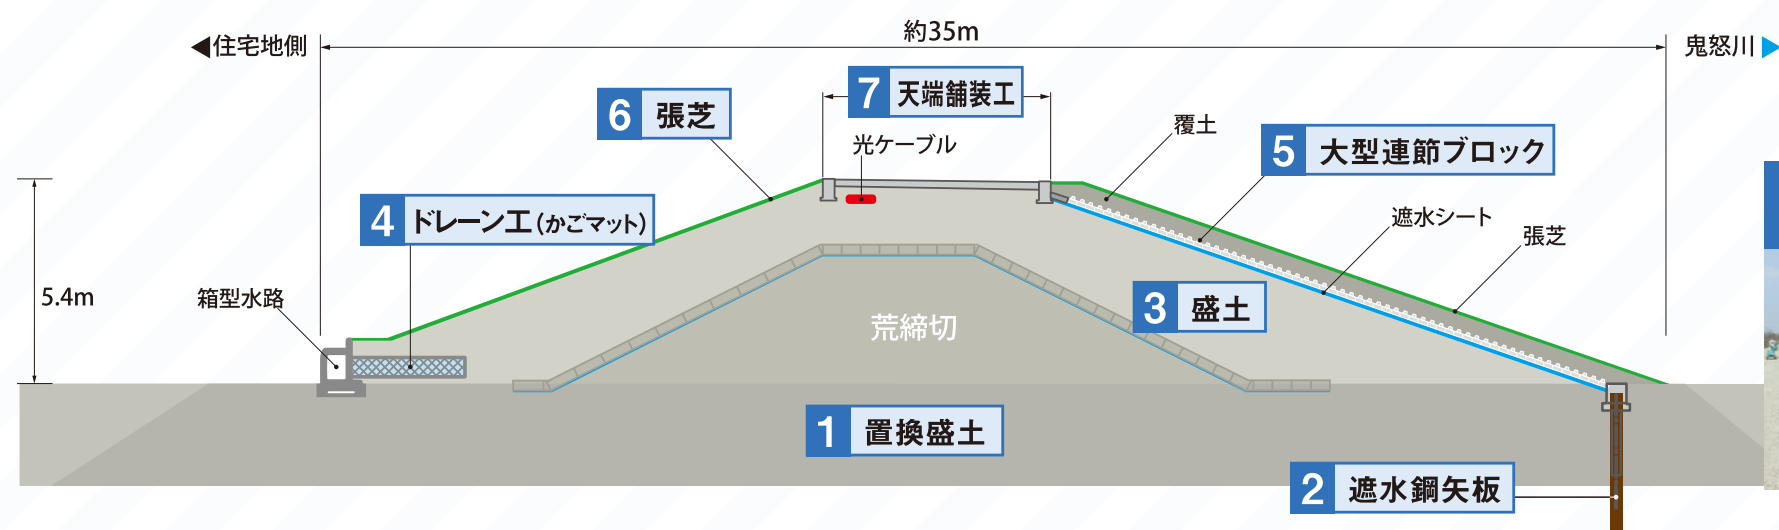 約35m
◀住宅地側
鬼怒川▶
7 天端舗装工
6 張芝
覆土
5 大型連節ブロック
光ケーブル
4 ドレーン工(かごマット)
遮水シート
張芝
5.4m
箱型水路
3 盛土
荒締切
1 置換盛土
2 遮水鋼矢板